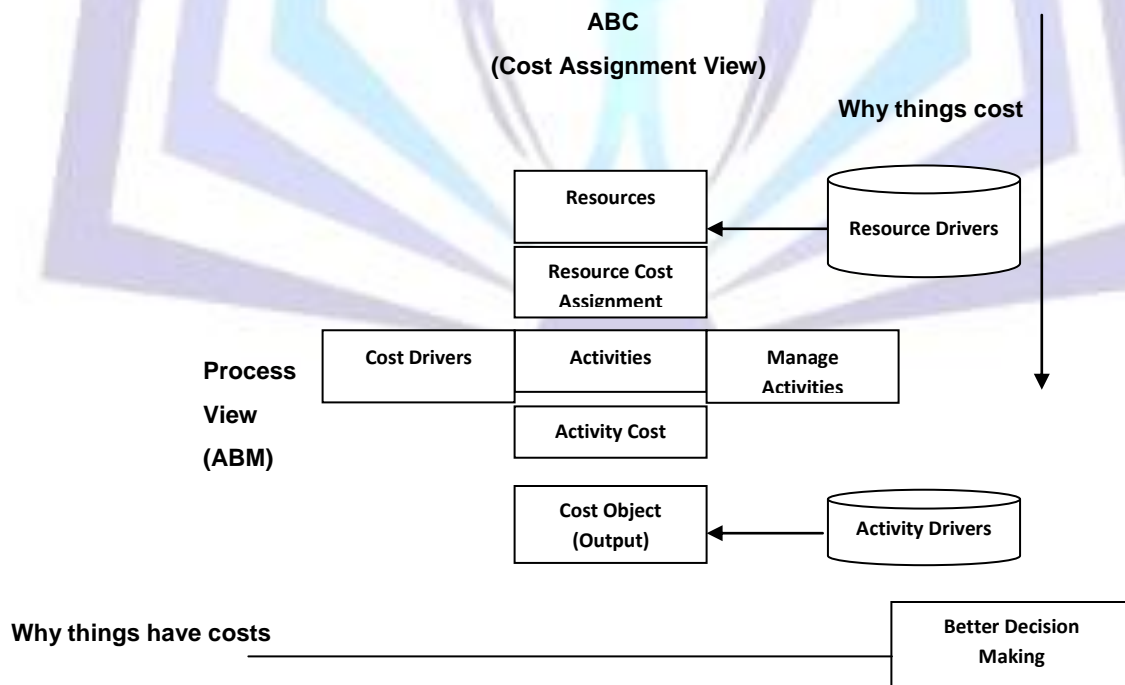 ABC
(Cost Assignment View)
Why things cost
Resources
Resource Drivers
Resource Cost
Assignment
Cost Drivers
Activities
Manage
Activities
Process
View
(ABM)
Activity Cost
Cost Object
(Output)
Activity Drivers
Why things have costs
Better Decision
Making